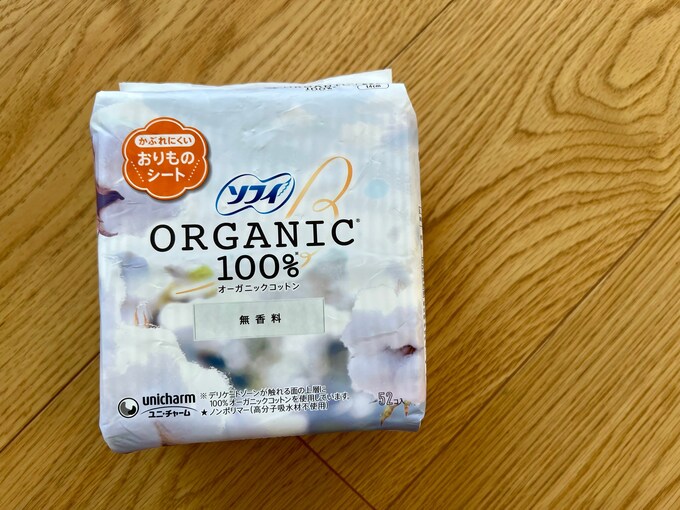 かぶれにくい
おりもの
シート
ソフィ
ORGANIC®
100%※
オーガニックコットン
無香料
unicharm
ユニ・チャーム
※デリケートゾーンが触れる面の上層に
100%オーガニックコットンを使用しています。
★ノンポリマー(高分子吸水材不使用)
52コ入